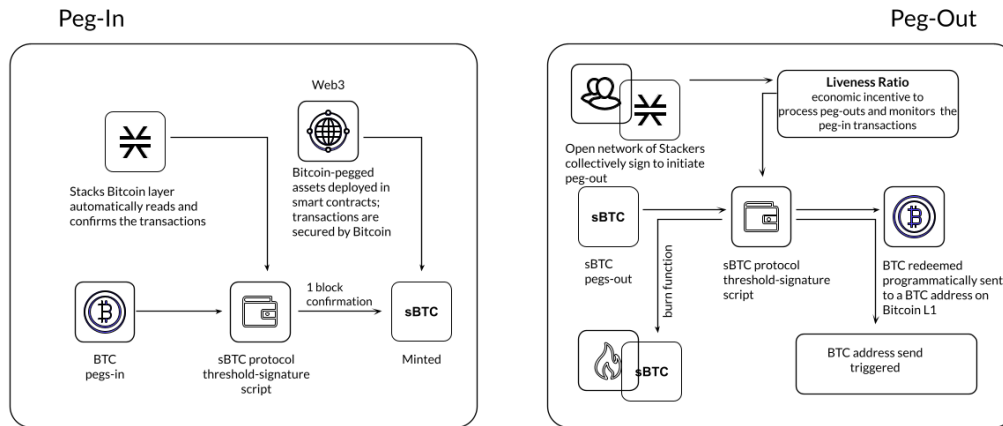 Peg-In
Web3
Stacks Bitcoin layer
automatically reads and
confirms the transactions
Bitcoin-pegged
assets deployed in
smart contracts;
transactions are
secured by Bitcoin
1 block
confirmation
sBTC
BTC
pegs-in
sBTC protocol
threshold-signature
script
Minted
Peg-Out
Liveness Ratio
economic incentive to
process peg-outs and monitors the
peg-in transactions
Open network of Stackers
collectively sign to initiate
peg-out
sBTC
sBTC
pegs-out
burn function
sBTC protocol
threshold-signature
script
BTC redeemed
programmatically sent
to a BTC address on
Bitcoin L1
sBTC
BTC address send
triggered